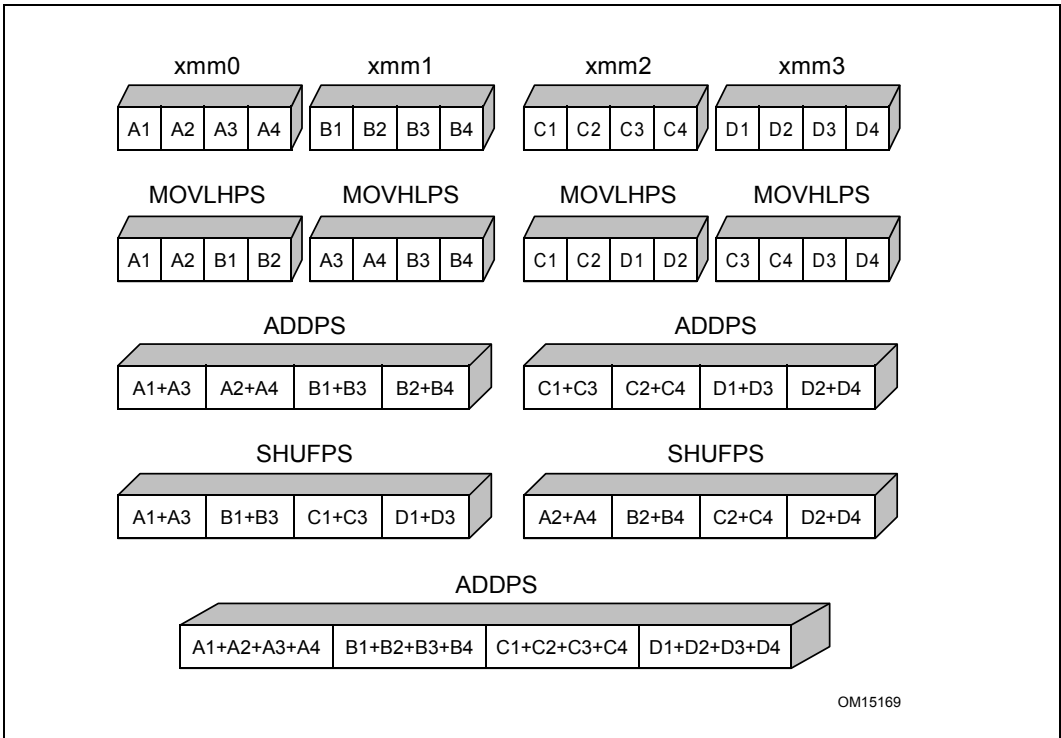 xmm0 xmm1 xmm2 xmm3
A1 A2 A3 A4 B1 B2 B3 B4 C1 C2 C3 C4 D1 D2 D3 D4
MOVLHPS MOVHLPS MOVLHPS MOVHLPS
A1 A2 B1 B2 A3 A4 B3 B4 C1 C2 D1 D2 C3 C4 D3 D4
ADDPS ADDPS
A1+A3 A2+A4 B1+B3 B2+B4 C1+C3 C2+C4 D1+D3 D2+D4
SHUFPS SHUFPS
A1+A3 B1+B3 C1+C3 D1+D3 A2+A4 B2+B4 C2+C4 D2+D4
ADDPS
A1+A2+A3+A4 B1+B2+B3+B4 C1+C2+C3+C4 D1+D2+D3+D4
OM15169